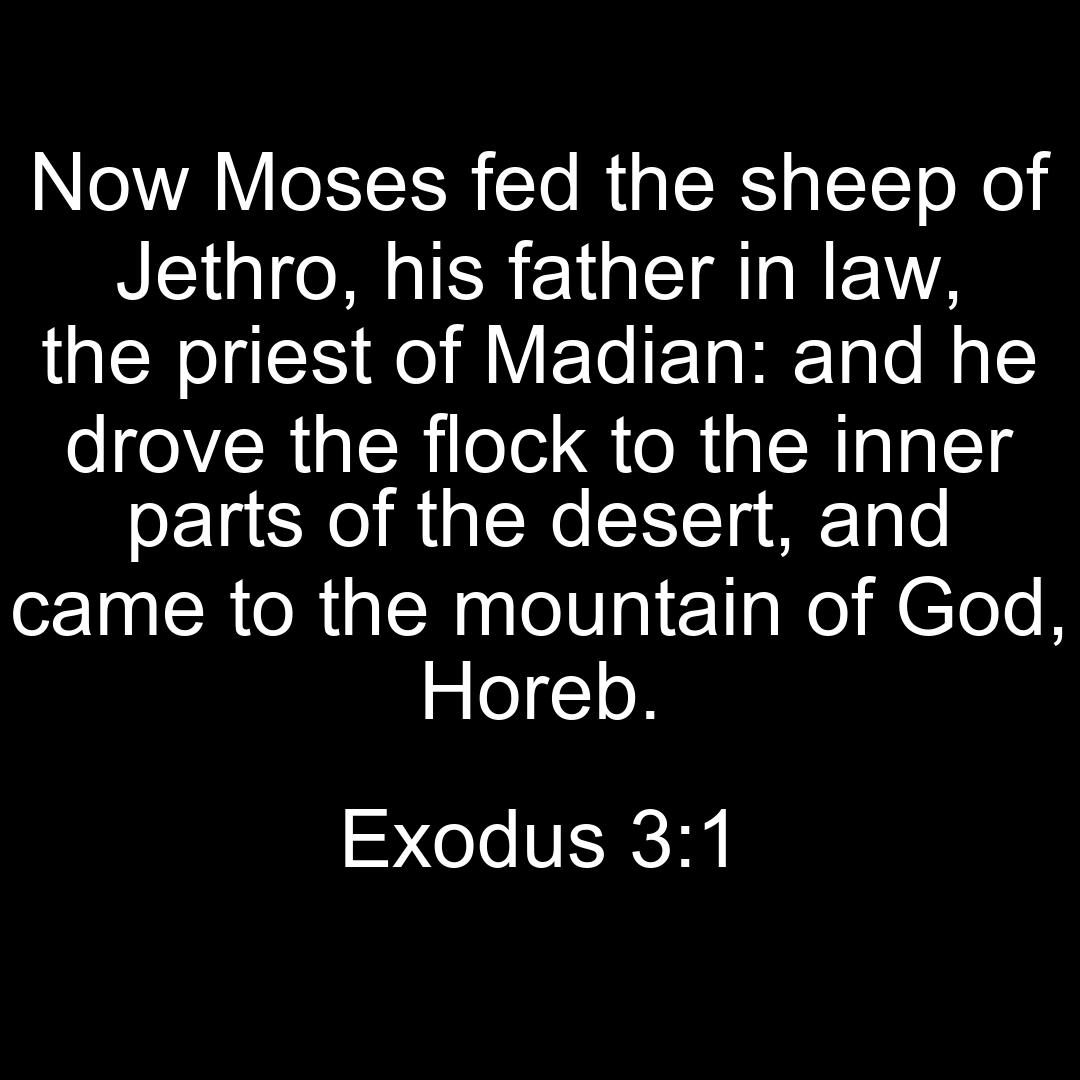 Now Moses fed the sheep of
Jethro, his father in law,
the priest of Madian: and he
drove the flock to the inner
parts of the desert, and
came to the mountain of God,
Horeb.
Exodus 3:1